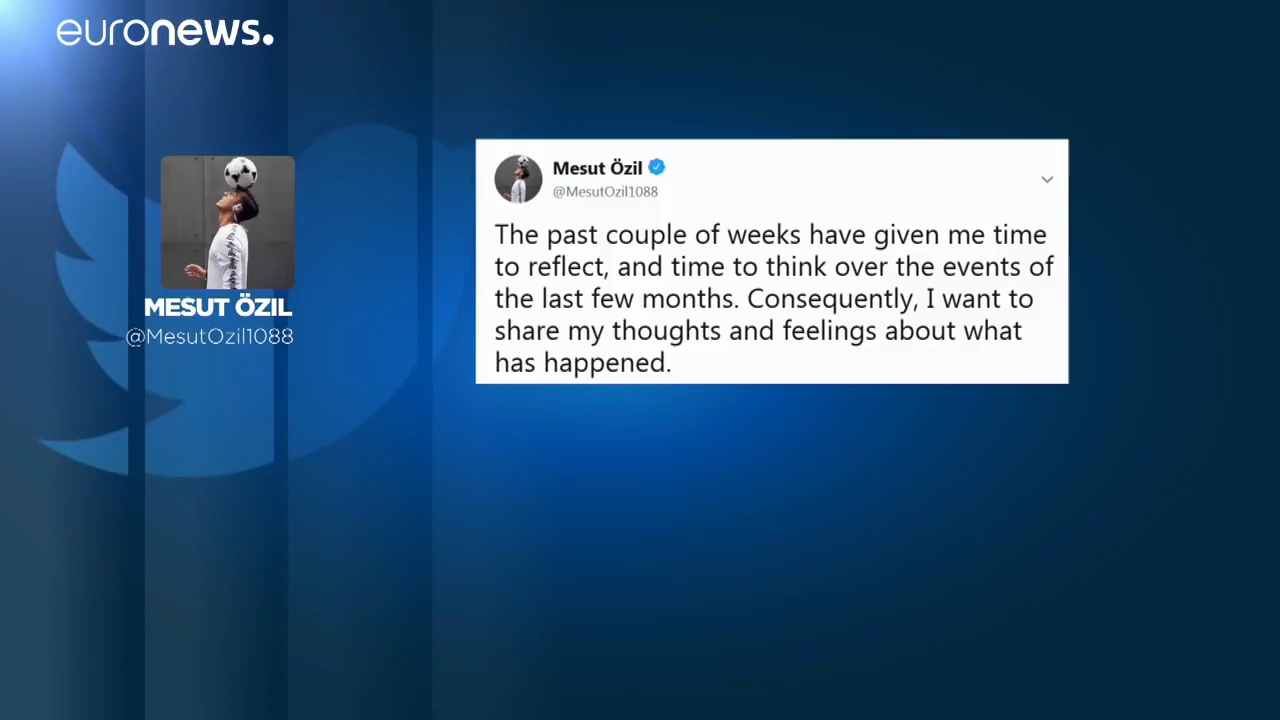 euronews.
MESUT ÖZIL
@MesutOzil1088
Mesut Özil
@MesutOzil1088
The past couple of weeks have given me time
to reflect, and time to think over the events of
the last few months. Consequently, I want to
share my thoughts and feelings about what
has happened.